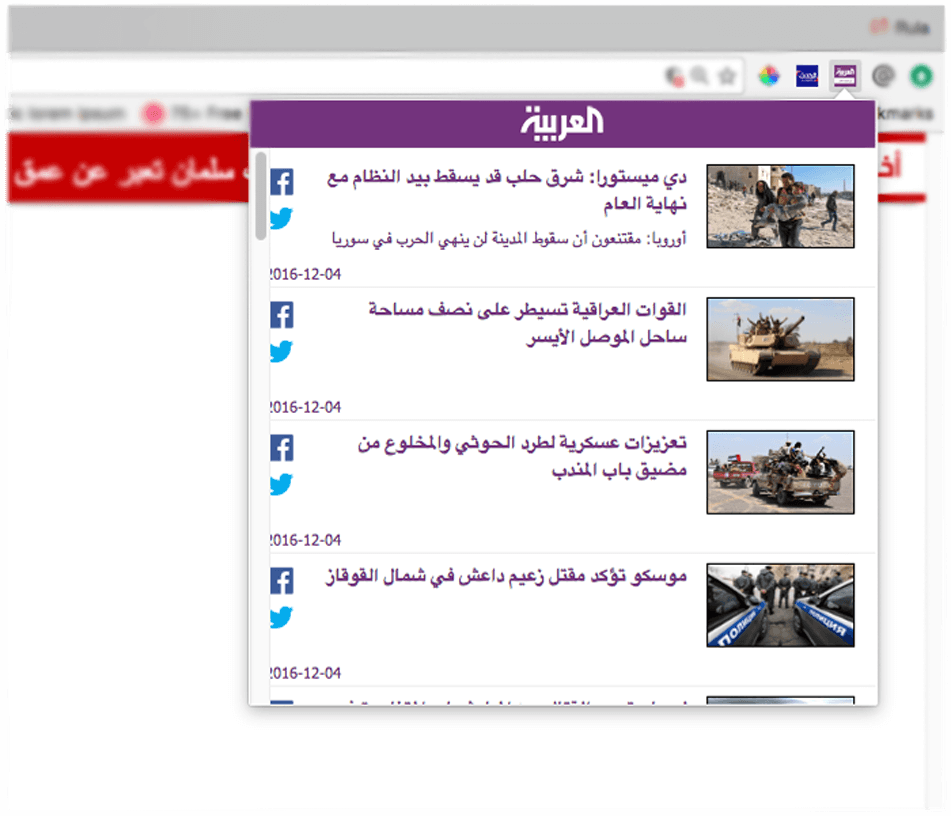 Rula
العربية
سلمان تعبر عن عمق
دي ميستورا: شرق حلب قد يسقط بيد النظام مع
نهاية العام
أوروبا: مقتنعون أن سقوط المدينة لن ينهي الحرب في سوريا
2016-12-04
القوات العراقية تسيطر على نصف مساحة
ساحل الموصل الأيسر
2016-12-04
تعزيزات عسكرية لطرد الحوثي والمخلوع من
مضيق باب المندب
2016-12-04
موسكو تؤكد مقتل زعيم داعش في شمال القوقاز
ПОЛИЦИЯ
2016-12-04